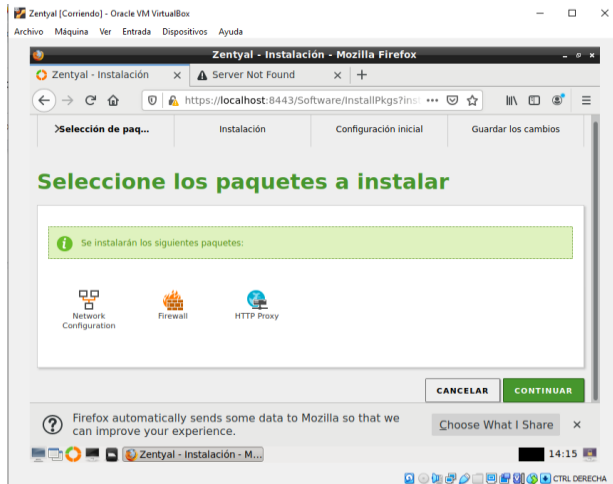 Zentyal [Corriendo] - Oracle VM VirtualBox
Archivo Máquina Ver Entrada Dispositivos Ayuda
Zentyal - Instalación - Mozilla Firefox
Zentyal - Instalación
Server Not Found
https://localhost:8443/Software/InstallPkgs?ins
Selección de paq...
Instalación
Configuración inicial
Guardar los cambios
Seleccione los paquetes a instalar
Se instalarán los siguientes paquetes:
Network
Configuration
Firewall
HTTP Proxy
CANCELAR
CONTINUAR
Firefox automatically sends some data to Mozilla so that we
can improve your experience.
Choose What I Share
Zentyal - Instalación - M...
14:15
CTRL DERECHA